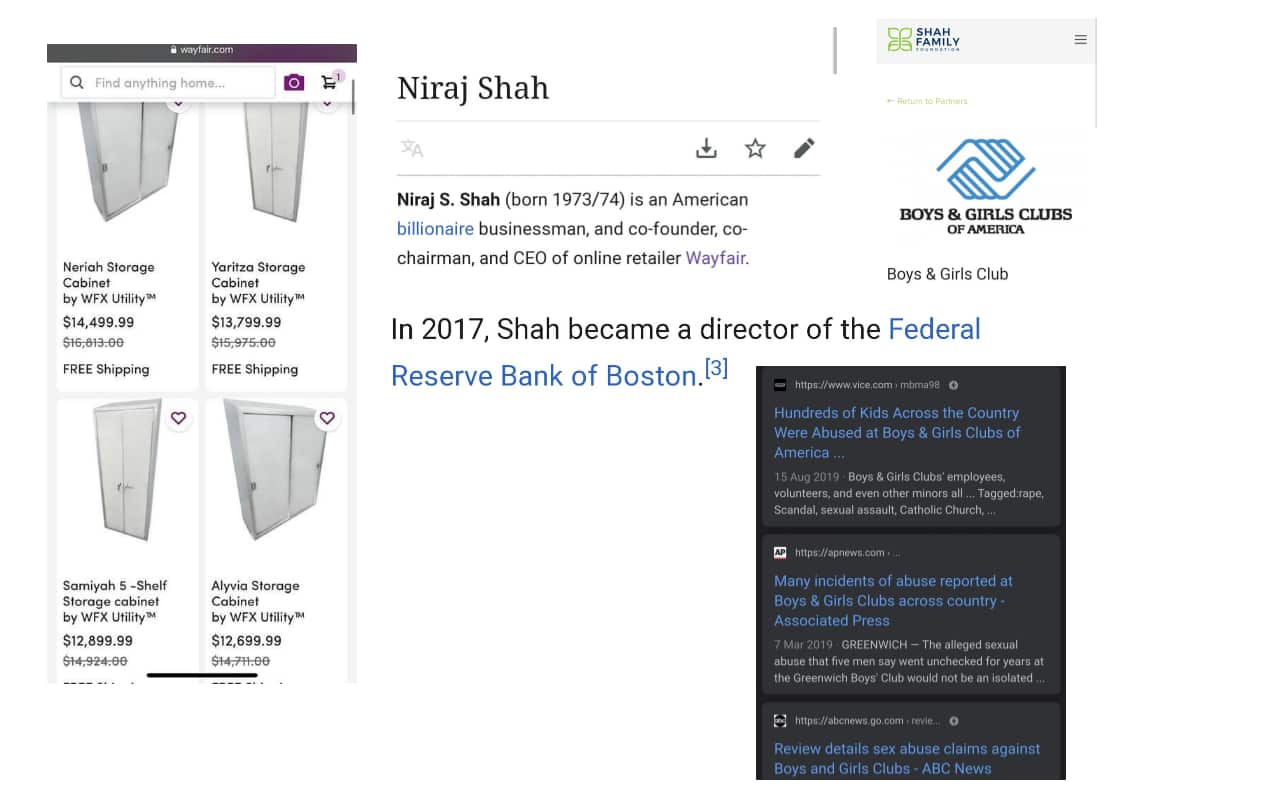 wayfair.com
Find anything home...
1
Neriah Storage
Cabinet
by WFX Utility™
$14,499.99
$16,813.00
FREE Shipping
Yaritza Storage
Cabinet
by WFX Utility™
$13,799.99
$15,975.00
FREE Shipping
Samiyah 5 -Shelf
Storage cabinet
by WFX Utility™
$12,899.99
$14,924.00
Alyvia Storage
Cabinet
by WFX Utility™
$12,699.99
$14,711.00
Niraj Shah
Niraj S. Shah (born 1973/74) is an American
billionaire businessman, and co-founder, co-
chairman, and CEO of online retailer Wayfair.
In 2017, Shah became a director of the Federal
Reserve Bank of Boston.[3]
SHAH
FAMILY
FOUNDATION
← Return to Partners
BOYS & GIRLS CLUBS
OF AMERICA
Boys & Girls Club
https://www.vice.com › mbma98
Hundreds of Kids Across the Country
Were Abused at Boys & Girls Clubs of
America ...
15 Aug 2019 · Boys & Girls Clubs' employees,
volunteers, and even other minors all ... Tagged:rape,
Scandal, sexual assault, Catholic Church, ...
AP
https://apnews.com › ...
Many incidents of abuse reported at
Boys & Girls Clubs across country -
Associated Press
7 Mar 2019 · GREENWICH — The alleged sexual
abuse that five men say went unchecked for years at
the Greenwich Boys' Club would not be an isolated ...
abc
https://abcnews.go.com › revie...
Review details sex abuse claims against
Boys and Girls Clubs - ABC News